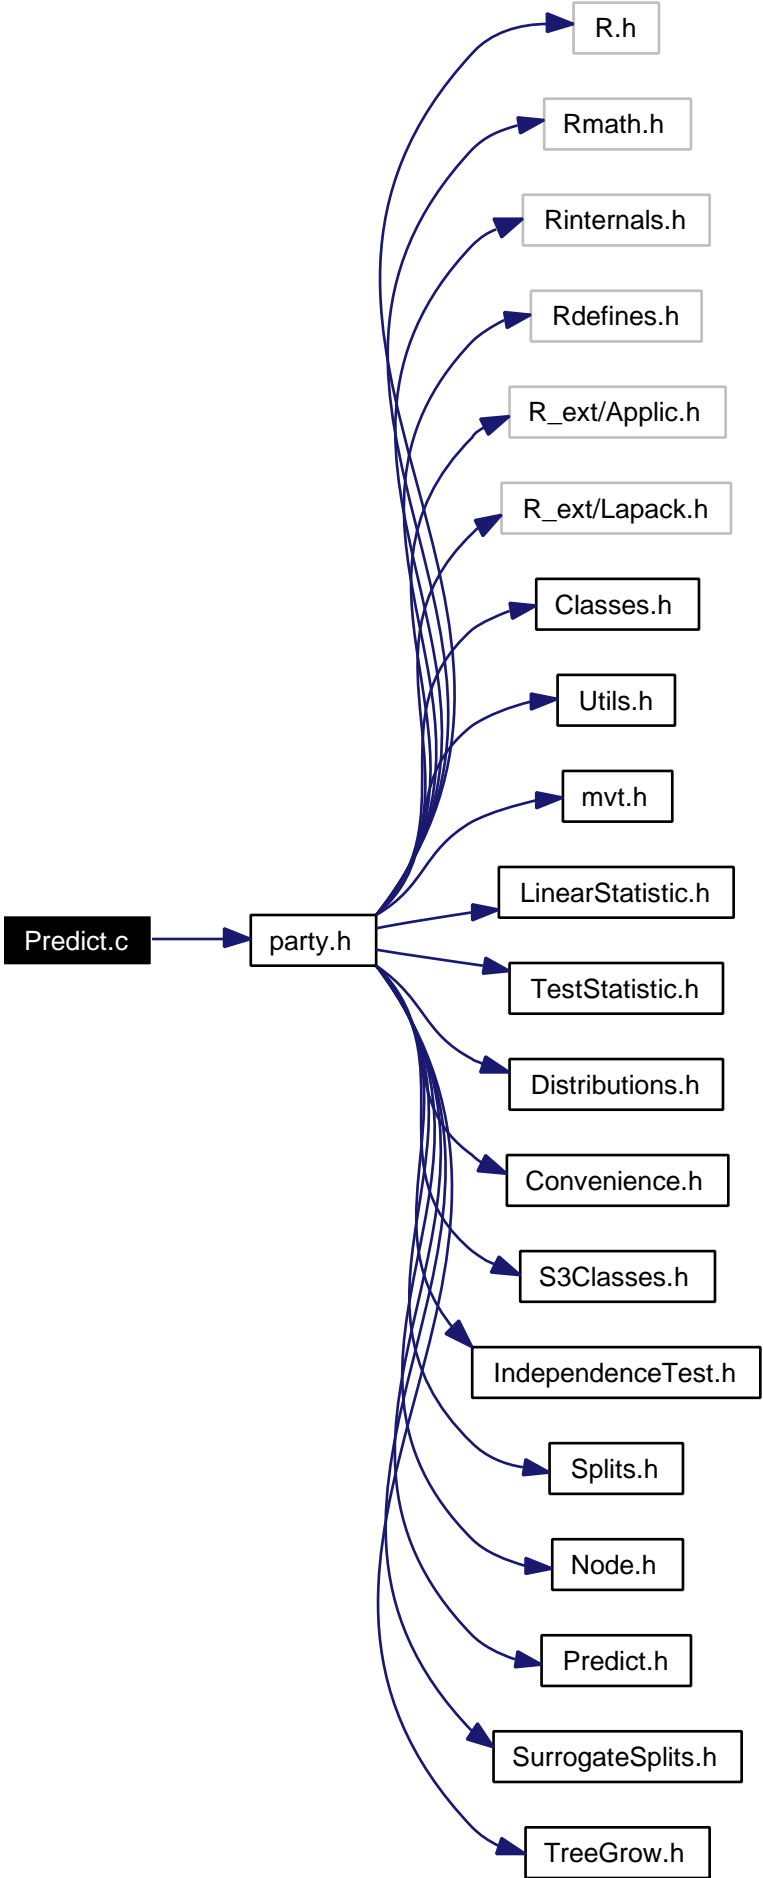 R.h
Rmath.h
Rinternals.h
Rdefines.h
R_ext/Applic.h
R_ext/Lapack.h
Classes.h
Utils.h
mvt.h
LinearStatistic.h
Predict.c
party.h
TestStatistic.h
Distributions.h
Convenience.h
S3Classes.h
IndependenceTest.h
Splits.h
Node.h
Predict.h
SurrogateSplits.h
TreeGrow.h